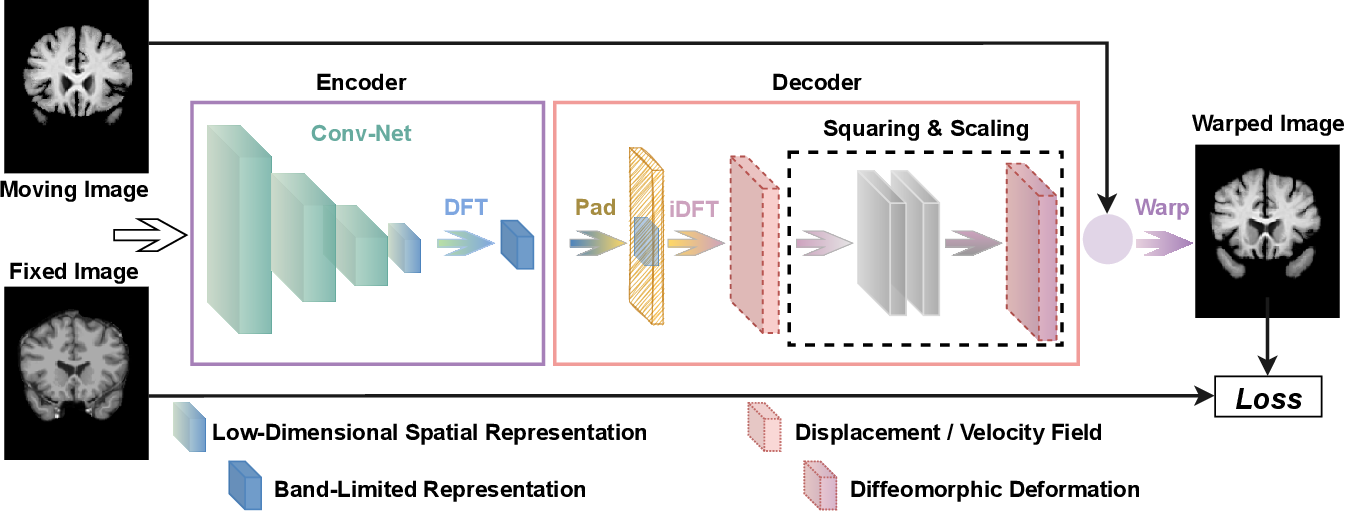 Encoder
Decoder
Conv-Net
Squaring & Scaling
Warped Image
Moving Image
DFT
Pad
iDFT
Warp
Fixed Image
Loss
Low-Dimensional Spatial Representation
Displacement / Velocity Field
Band-Limited Representation
Diffeomorphic Deformation